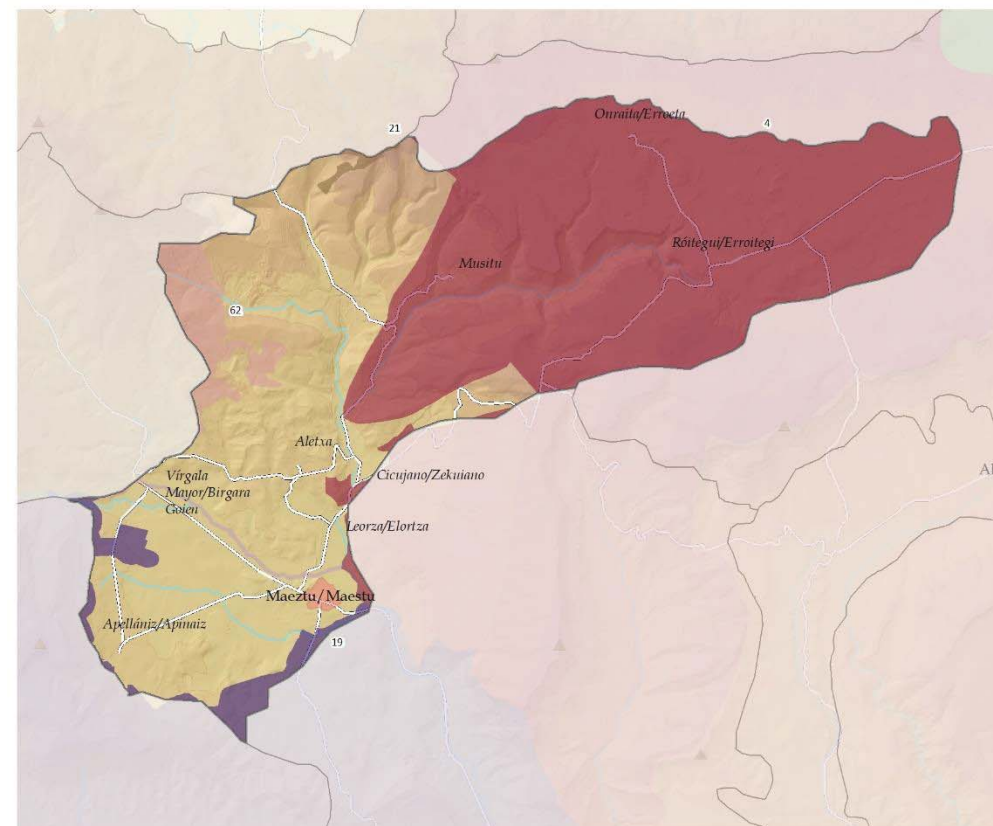 Onraita/Erroeta
4
21
Róitegui/Erroitegi
Musitu
62
Aletxa
Cicujano/Zekuiano
Vírgala
Mayor/Birgara
Goien
Leorza/Elortza
Maeztu/Maestu
Apellániz/Apinaiz
19